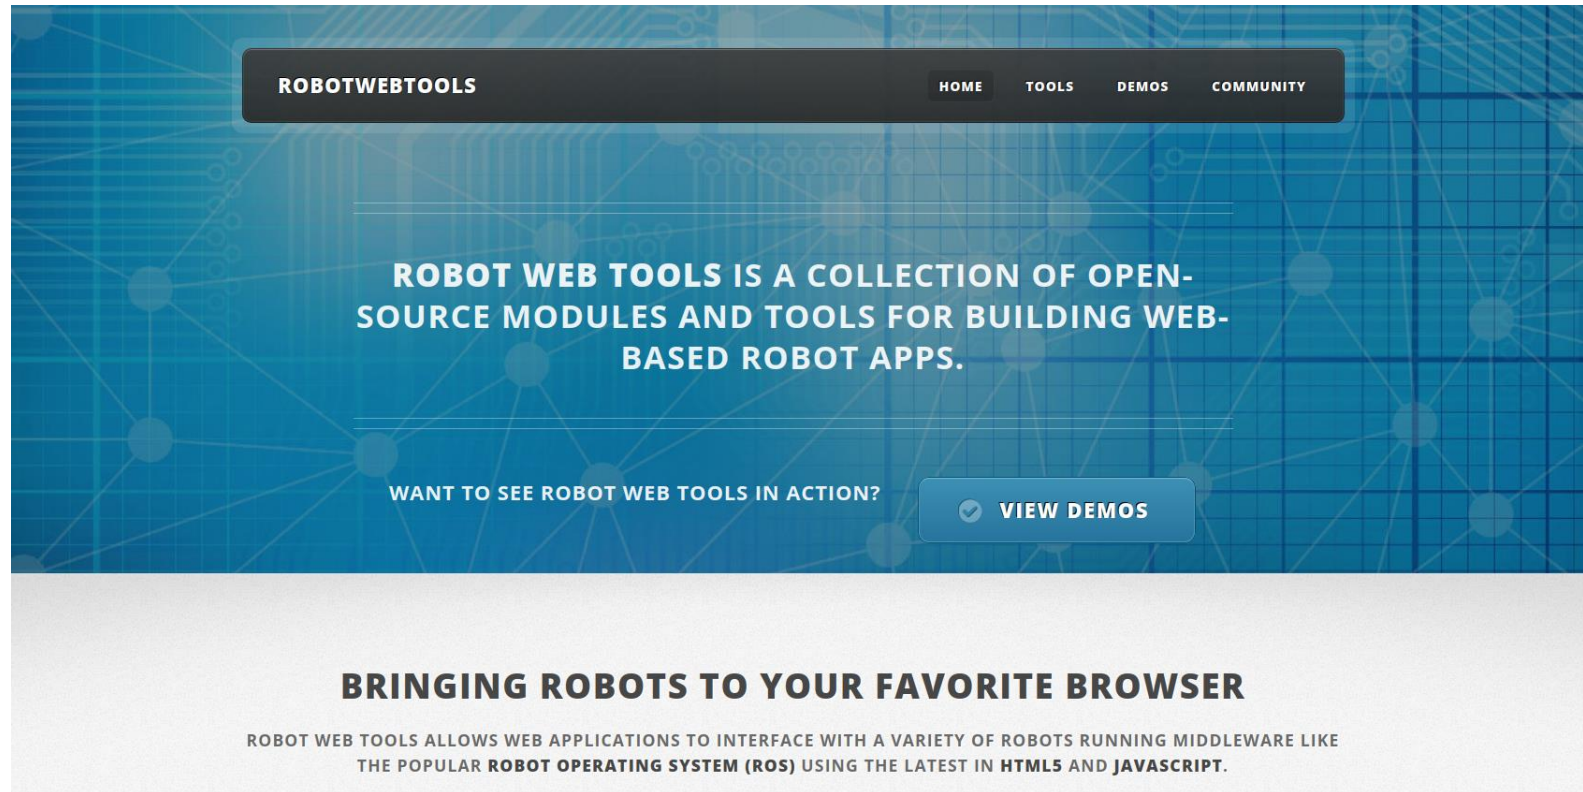 ROBOTWEBTOOLS
HOME TOOLS DEMOS COMMUNITY
ROBOT WEB TOOLS IS A COLLECTION OF OPEN-
SOURCE MODULES AND TOOLS FOR BUILDING WEB-
BASED ROBOT APPS.
WANT TO SEE ROBOT WEB TOOLS IN ACTION?
VIEW DEMOS
BRINGING ROBOTS TO YOUR FAVORITE BROWSER
ROBOT WEB TOOLS ALLOWS WEB APPLICATIONS TO INTERFACE WITH A VARIETY OF ROBOTS RUNNING MIDDLEWARE LIKE
THE POPULAR ROBOT OPERATING SYSTEM (ROS) USING THE LATEST IN HTML5 AND JAVASCRIPT.